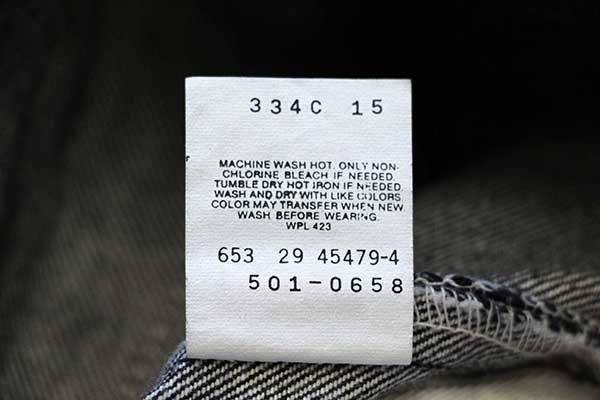 334C 15
MACHINE WASH HOT. ONLY NON-
CHLORINE BLEACH IF NEEDED.
TUMBLE DRY HOT IRON IF NEEDED.
WASH AND DRY WITH LIKE COLORS.
COLOR MAY TRANSFER WHEN NEW.
WASH BEFORE WEARING.
WPL 423
653 29 45479-4
501-0658